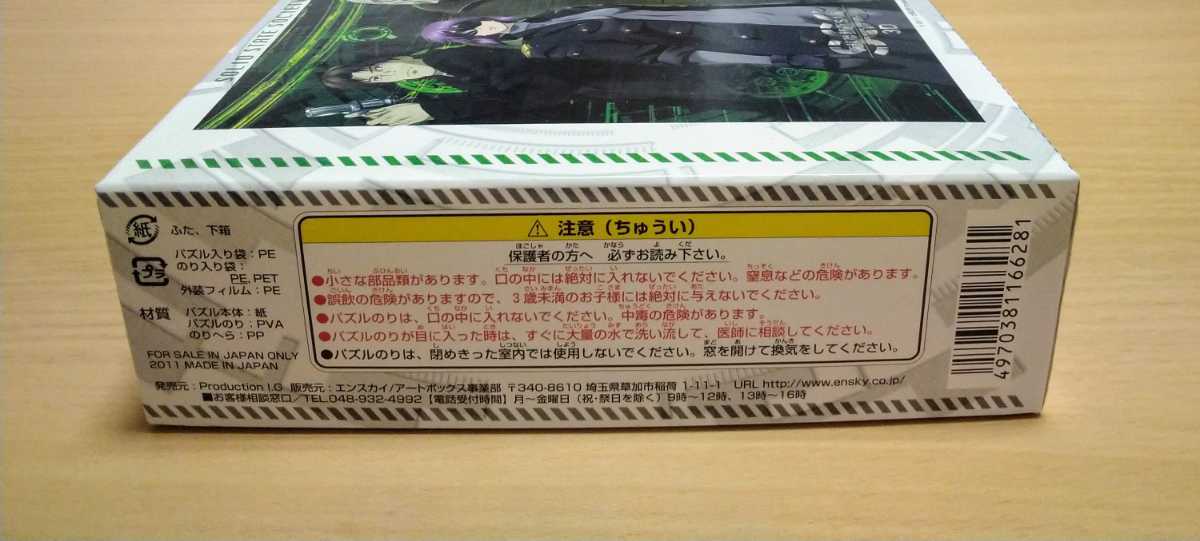 SOLID STATE SOCIETY
3D
紙 ふた、下箱
プラ
パズル入り袋：PE
のり入り袋：
PE, PET
外装フィルム：PE
材質 パズル本体：紙
パズルのり：PVA
のりへら：PP
FOR SALE IN JAPAN ONLY
2011 MADE IN JAPAN
注意（ちゅうい）
保護者の方へ 必ずお読み下さい。
●小さな部品類があります。口の中には絶対に入れないでください。窒息などの危険があります。
●誤飲の危険がありますので、3歳未満のお子様には絶対に与えないでください。
●パズルのりは、口の中に入れないでください。中毒の危険があります。
●パズルのりが目に入った時は、すぐに大量の水で洗い流して、医師に相談してください。
●パズルのりは、閉めきった室内では使用しないでください。窓を開けて換気をしてください。
発売元：Production I.G 販売元：エンスカイ/アートボックス事業部 〒340-8610 埼玉県草加市稲荷 1-11-1 URL http://www.ensky.co.jp/
■お客様相談窓口/TEL.048-932-4992【電話受付時間】月～金曜日（祝・祭日を除く）9時～12時、13時～16時
4970381166281